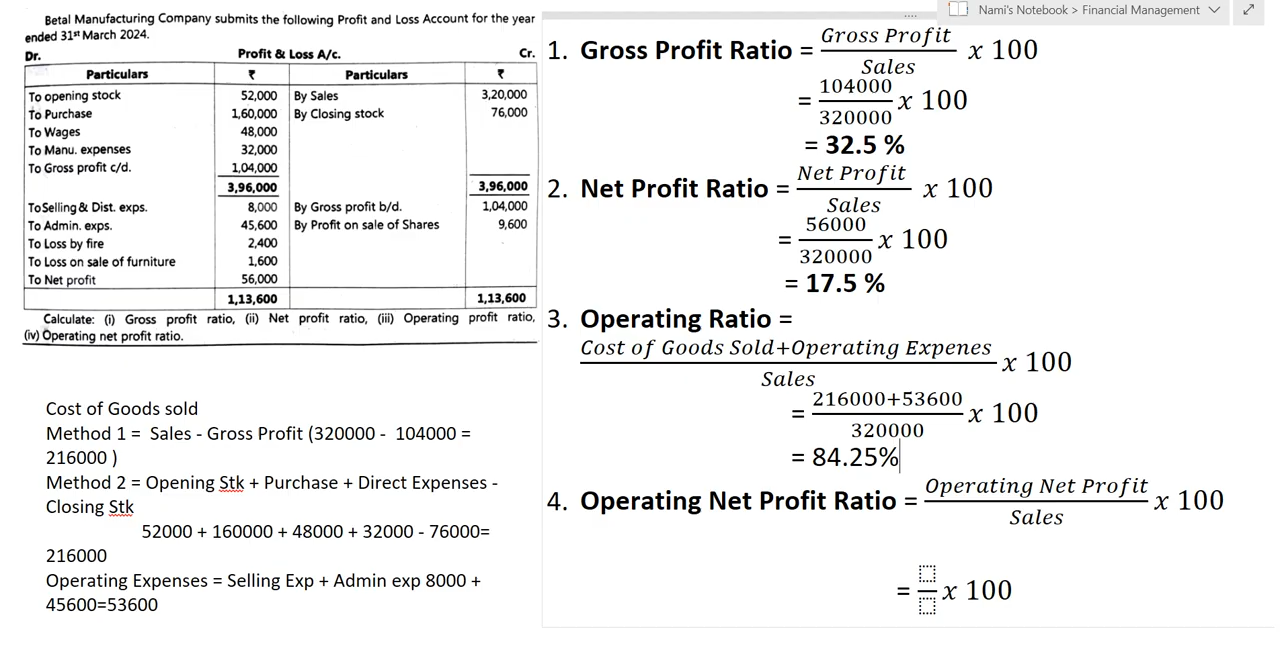 Nami's Notebook > Financial Management
Betal Manufacturing Company submits the following Profit and Loss Account for the year
ended 31st March 2024.
Dr. Profit & Loss A/c. Cr.
Particulars ₹ Particulars ₹
To opening stock 52,000 By Sales 3,20,000
To Purchase 1,60,000 By Closing stock 76,000
To Wages 48,000
To Manu. expenses 32,000
To Gross profit c/d. 1,04,000
3,96,000 3,96,000
To Selling & Dist. exps. 8,000 By Gross profit b/d. 1,04,000
To Admin. exps. 45,600 By Profit on sale of Shares 9,600
To Loss by fire 2,400
To Loss on sale of furniture 1,600
To Net profit 56,000
1,13,600 1,13,600
Calculate: (i) Gross profit ratio, (ii) Net profit ratio, (iii) Operating profit ratio,
(iv) Operating net profit ratio.
Cost of Goods sold
Method 1 = Sales - Gross Profit (320000 - 104000 =
216000 )
Method 2 = Opening Stk + Purchase + Direct Expenses -
Closing Stk
52000 + 160000 + 48000 + 32000 - 76000=
216000
Operating Expenses = Selling Exp + Admin exp 8000 +
45600=53600
1. Gross Profit Ratio = Gross Profit / Sales x 100
= 104000 / 320000 x 100
= 32.5 %
2. Net Profit Ratio = Net Profit / Sales x 100
= 56000 / 320000 x 100
= 17.5 %
3. Operating Ratio =
Cost of Goods Sold+Operating Expenes / Sales x 100
= 216000+53600 / 320000 x 100
= 84.25%
4. Operating Net Profit Ratio = Operating Net Profit / Sales x 100
= x 100